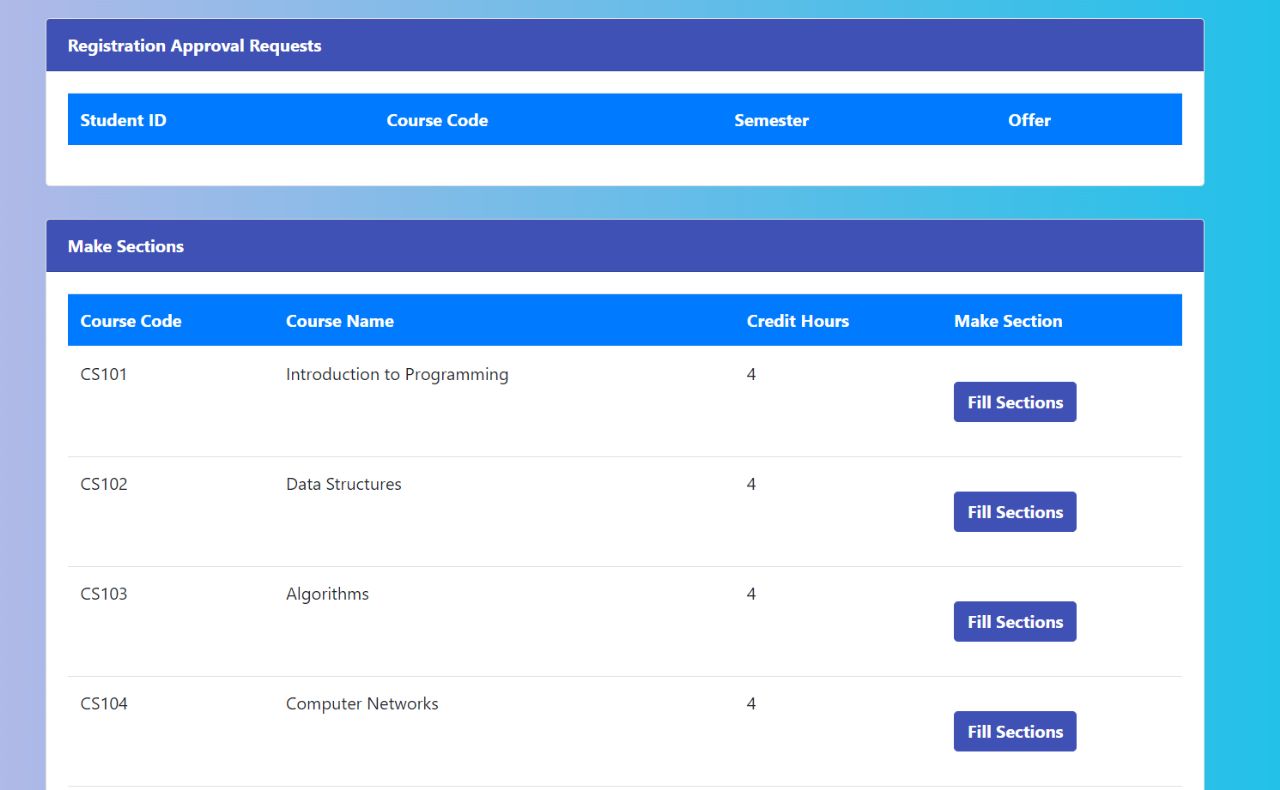 Registration Approval Requests
Student ID Course Code Semester Offer
Make Sections
Course Code Course Name Credit Hours Make Section
CS101 Introduction to Programming 4
Fill Sections
CS102 Data Structures 4
Fill Sections
CS103 Algorithms 4
Fill Sections
CS104 Computer Networks 4
Fill Sections